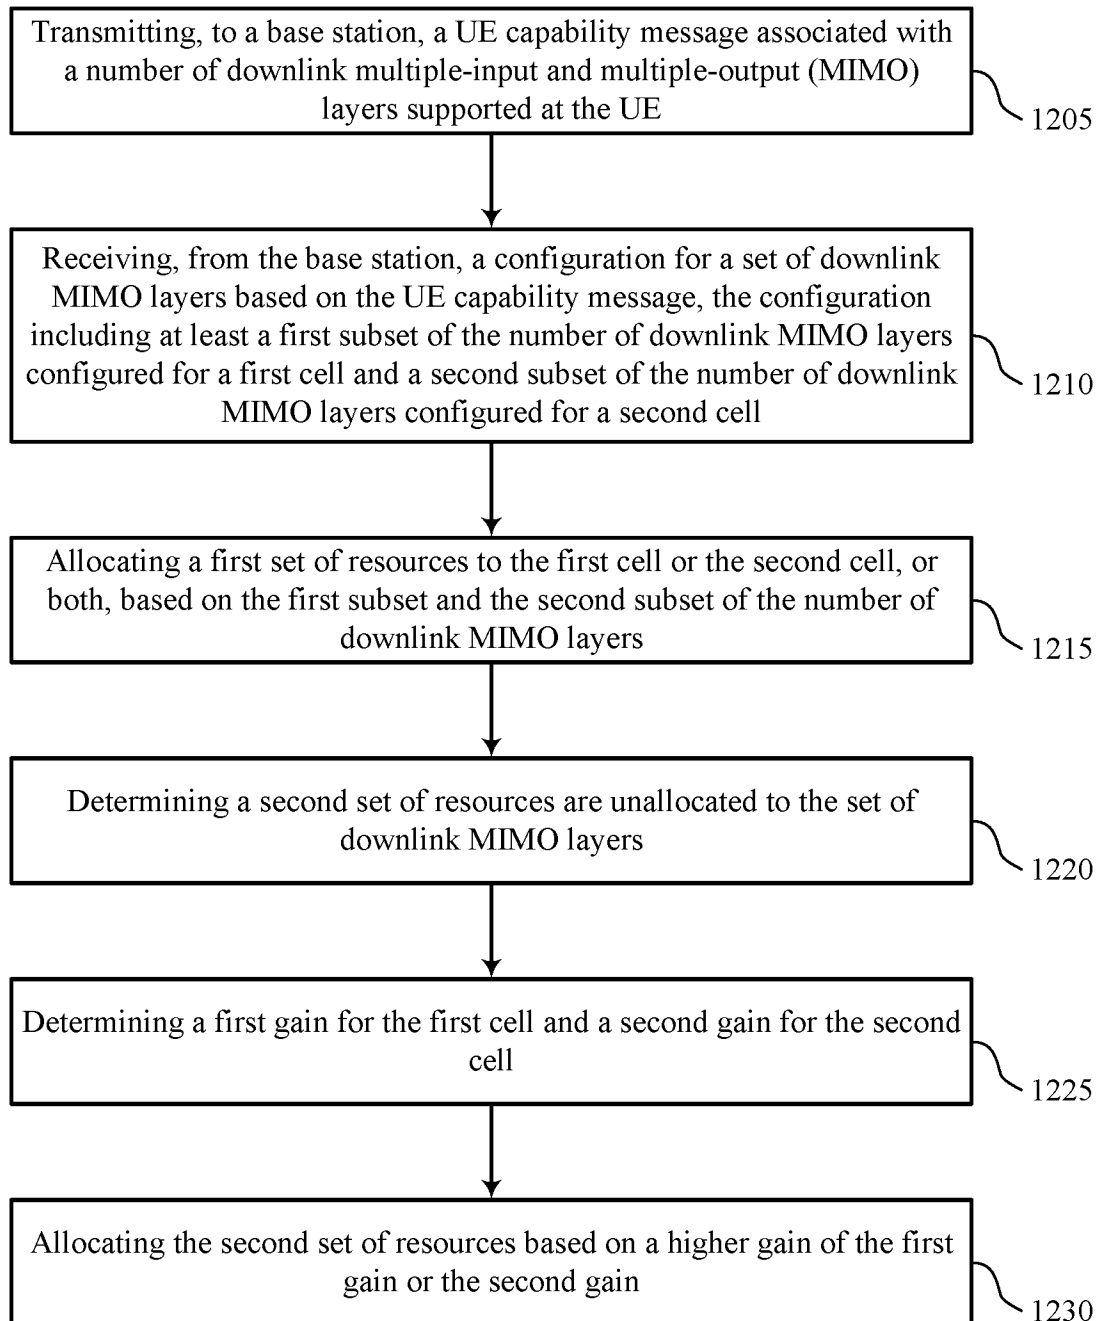 Transmitting, to a base station, a UE capability message associated with
a number of downlink multiple-input and multiple-output (MIMO)
layers supported at the UE
1205
Receiving, from the base station, a configuration for a set of downlink
MIMO layers based on the UE capability message, the configuration
including at least a first subset of the number of downlink MIMO layers
configured for a first cell and a second subset of the number of downlink
MIMO layers configured for a second cell
1210
Allocating a first set of resources to the first cell or the second cell, or
both, based on the first subset and the second subset of the number of
downlink MIMO layers
1215
Determining a second set of resources are unallocated to the set of
downlink MIMO layers
1220
Determining a first gain for the first cell and a second gain for the second
cell
1225
Allocating the second set of resources based on a higher gain of the first
gain or the second gain
1230